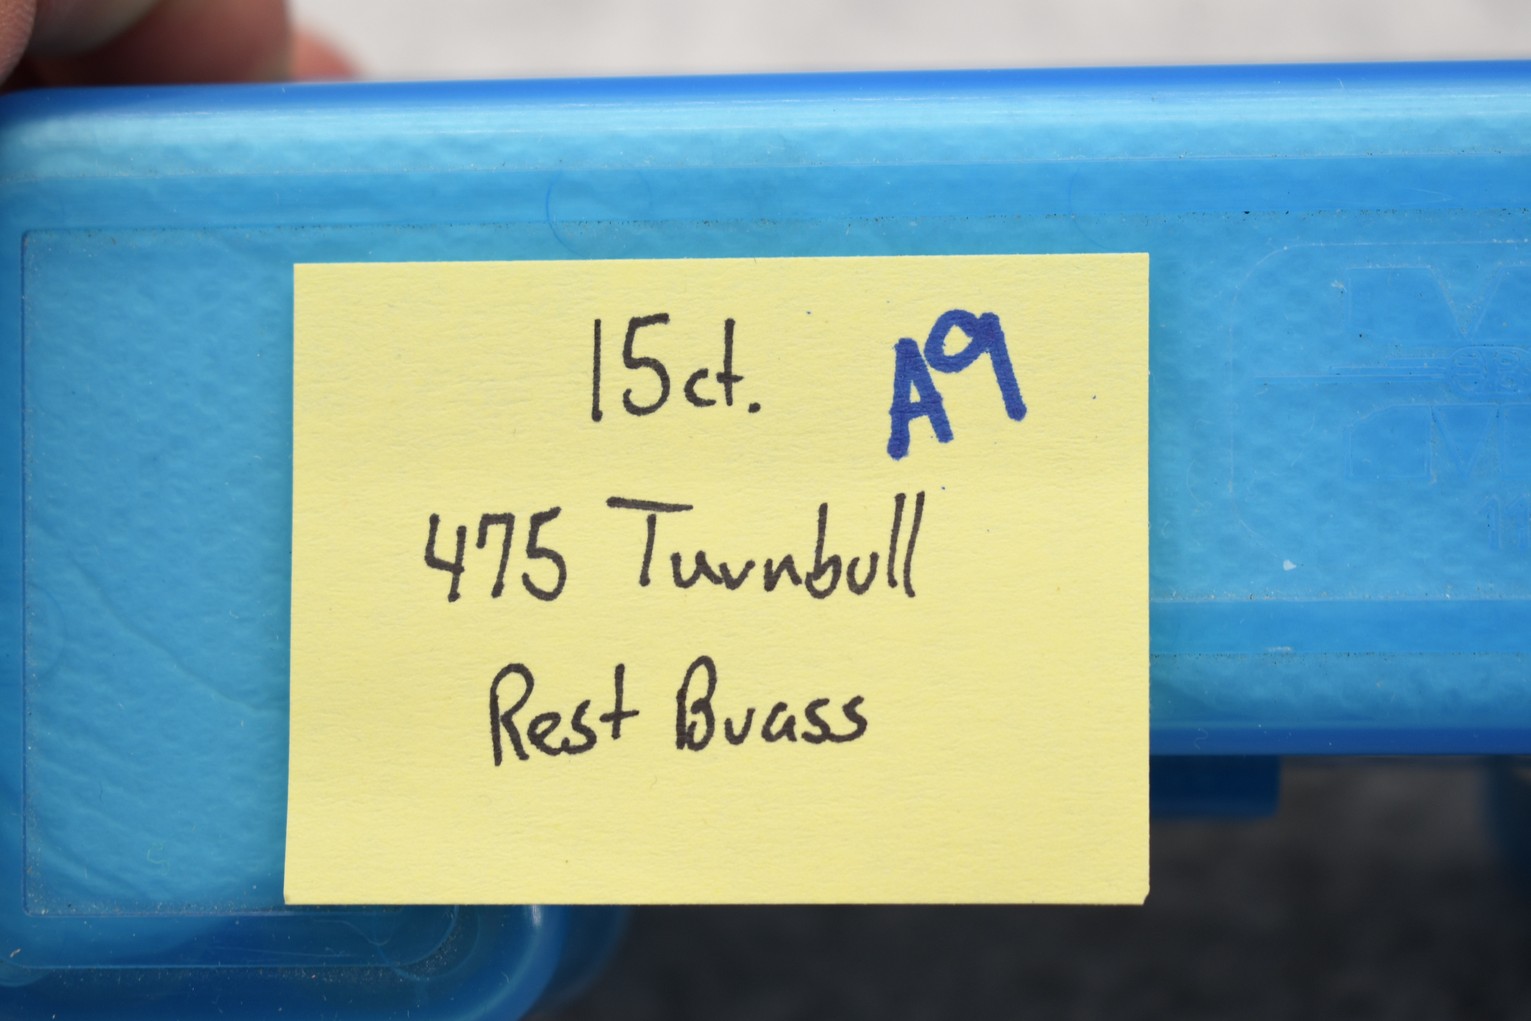 15ct. A9
475 Turnbull
Rest Brass